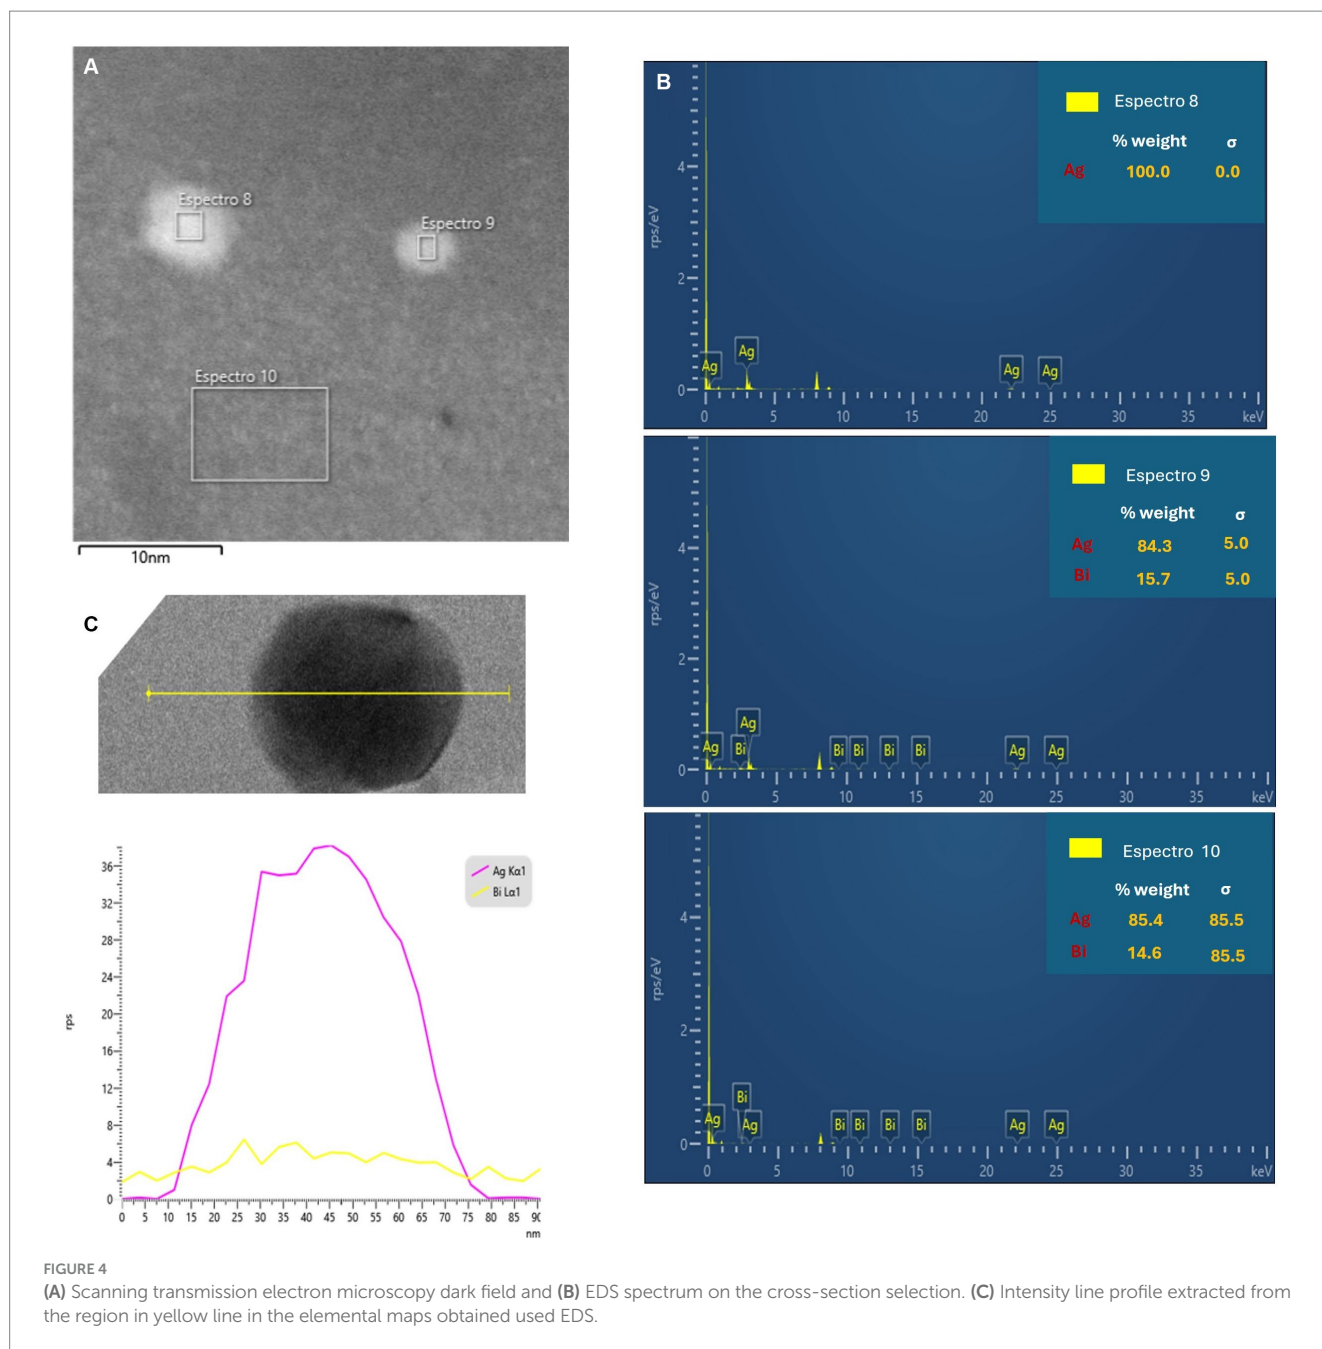 A
Espectro 8
Espectro 9
Espectro 10
10nm
B
Espectro 8
% weight σ
Ag 100.0 0.0
rps/eV
4
2
0
Ag Ag Ag Ag
0 5 10 15 20 25 30 35 keV
Espectro 9
% weight σ
Ag 84.3 5.0
Bi 15.7 5.0
rps/eV
4
2
0
Ag Bi Ag Bi Bi Bi Bi Ag Ag
0 5 10 15 20 25 30 35 keV
Espectro 10
% weight σ
Ag 85.4 85.5
Bi 14.6 85.5
rps/eV
4
2
0
Ag Bi Ag Bi Bi Bi Bi Ag Ag
0 5 10 15 20 25 30 35 keV
C
Ag Kα1
Bi Lα1
rps
36
32
28
24
20
16
12
8
4
0
0 5 10 15 20 25 30 35 40 45 50 55 60 65 70 75 80 85 90
nm
FIGURE 4
(A) Scanning transmission electron microscopy dark field and (B) EDS spectrum on the cross-section selection. (C) Intensity line profile extracted from
the region in yellow line in the elemental maps obtained used EDS.